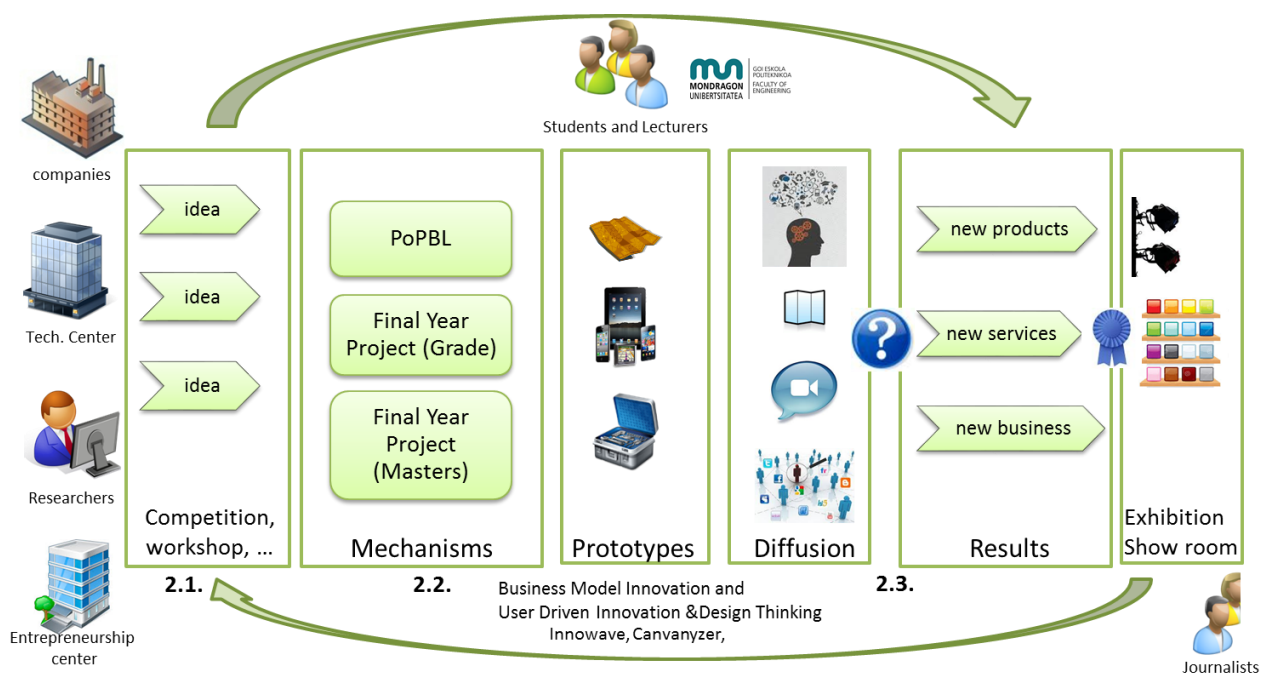 MONDRAGON
UNIBERTSITATEA
GOI ESKOLA
POLITEKNIKOA
FACULTY OF
ENGINEERING
Students and Lecturers
companies
Tech. Center
Researchers
Entrepreneurship
center
idea
idea
idea
Competition,
workshop, ...
PoPBL
Final Year
Project (Grade)
Final Year
Project
(Masters)
Mechanisms
Prototypes
Diffusion
?
new products
new services
new business
Results
Exhibition
Show room
2.1.
2.2.
Business Model Innovation and
User Driven Innovation &Design Thinking
Innowave, Canvanyzer,
2.3.
Journalists